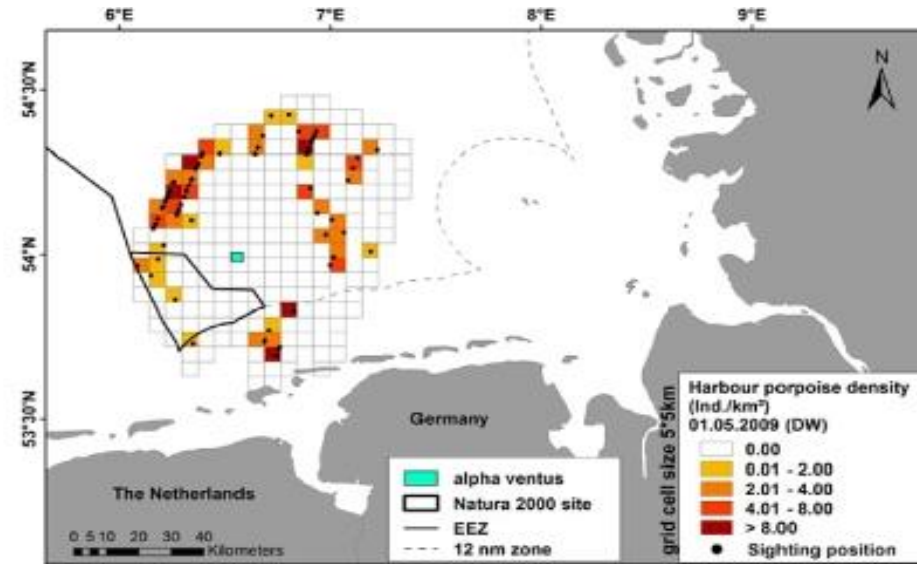 6°E 7°E 8°E 9°E
54°30'N
54°N
53°30'N
N
Germany
The Netherlands
0 5 10 20 30 40
Kilometers
alpha ventus
Natura 2000 site
EEZ
12 nm zone
grid cell size 5*5km
Harbour porpoise density
(Ind./km²)
01.05.2009 (DW)
0.00
0.01 - 2.00
2.01 - 4.00
4.01 - 8.00
> 8.00
Sighting position